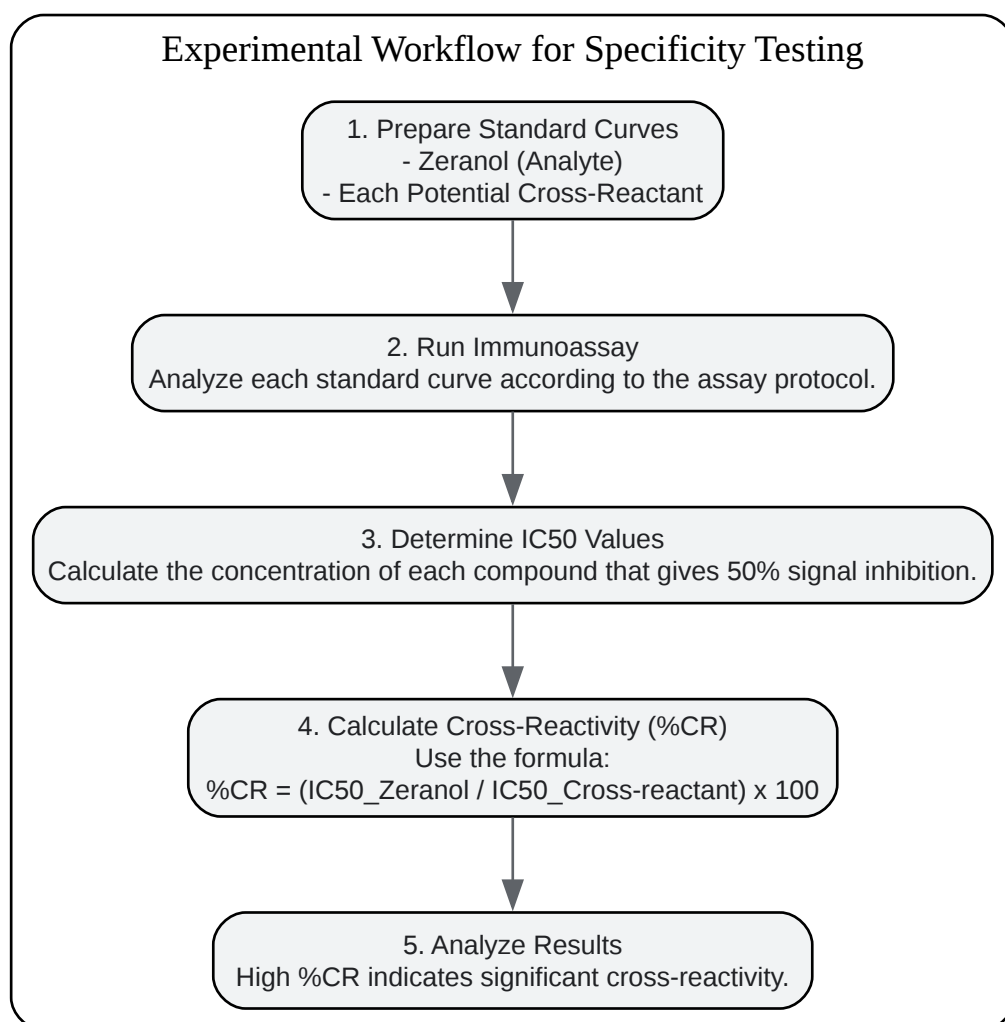 Experimental Workflow for Specificity Testing
1. Prepare Standard Curves
- Zeranol (Analyte)
- Each Potential Cross-Reactant
2. Run Immunoassay
Analyze each standard curve according to the assay protocol.
3. Determine IC50 Values
Calculate the concentration of each compound that gives 50% signal inhibition.
4. Calculate Cross-Reactivity (%CR)
Use the formula:
%CR = (IC50_Zeranol / IC50_Cross-reactant) x 100
5. Analyze Results
High %CR indicates significant cross-reactivity.